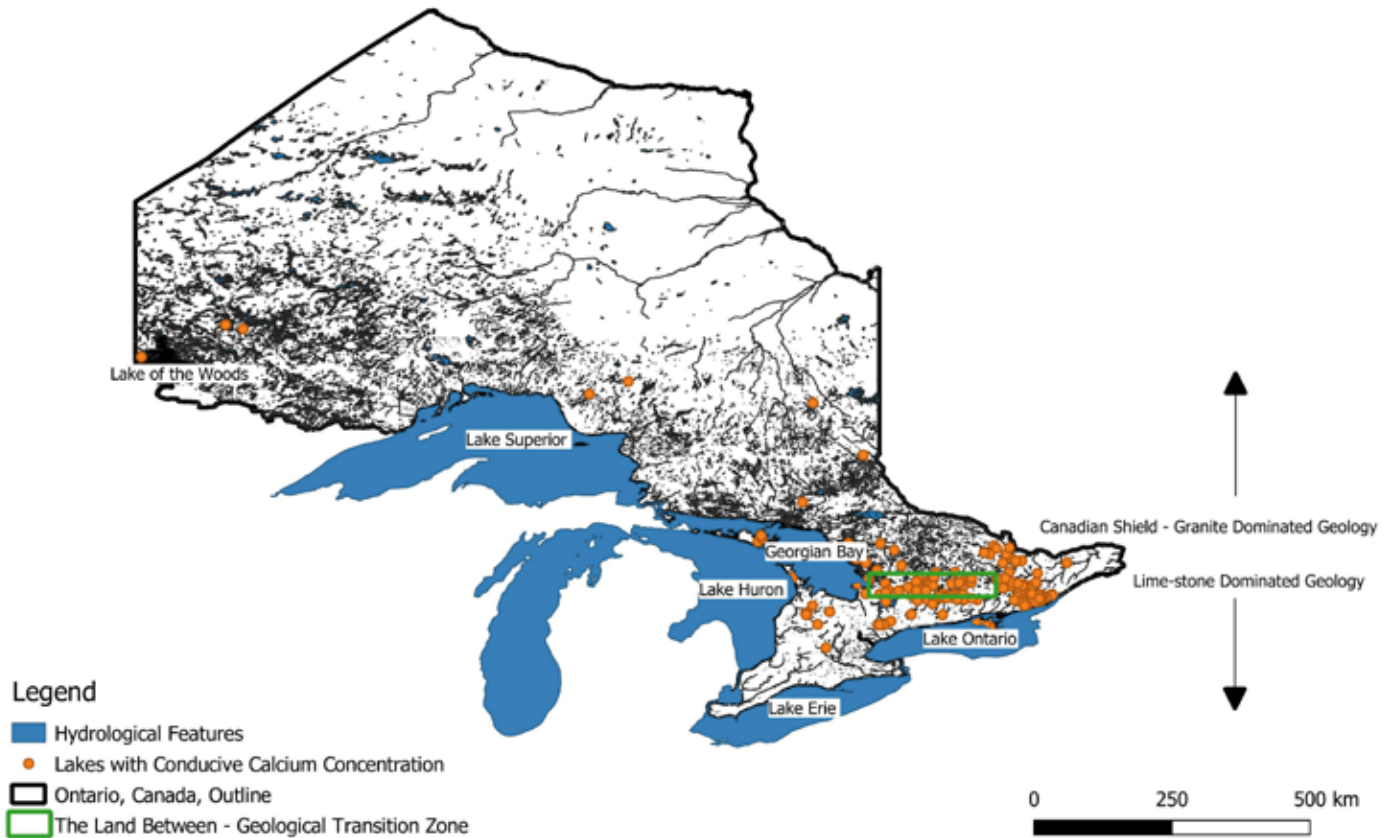 Lake of the Woods
Lake Superior
Canadian Shield - Granite Dominated Geology
Georgian Bay
Lime-stone Dominated Geology
Lake Huron
Lake Ontario
Lake Erie
Legend
Hydrological Features
Lakes with Conducive Calcium Concentration
Ontario, Canada, Outline
The Land Between - Geological Transition Zone
0 250 500 km